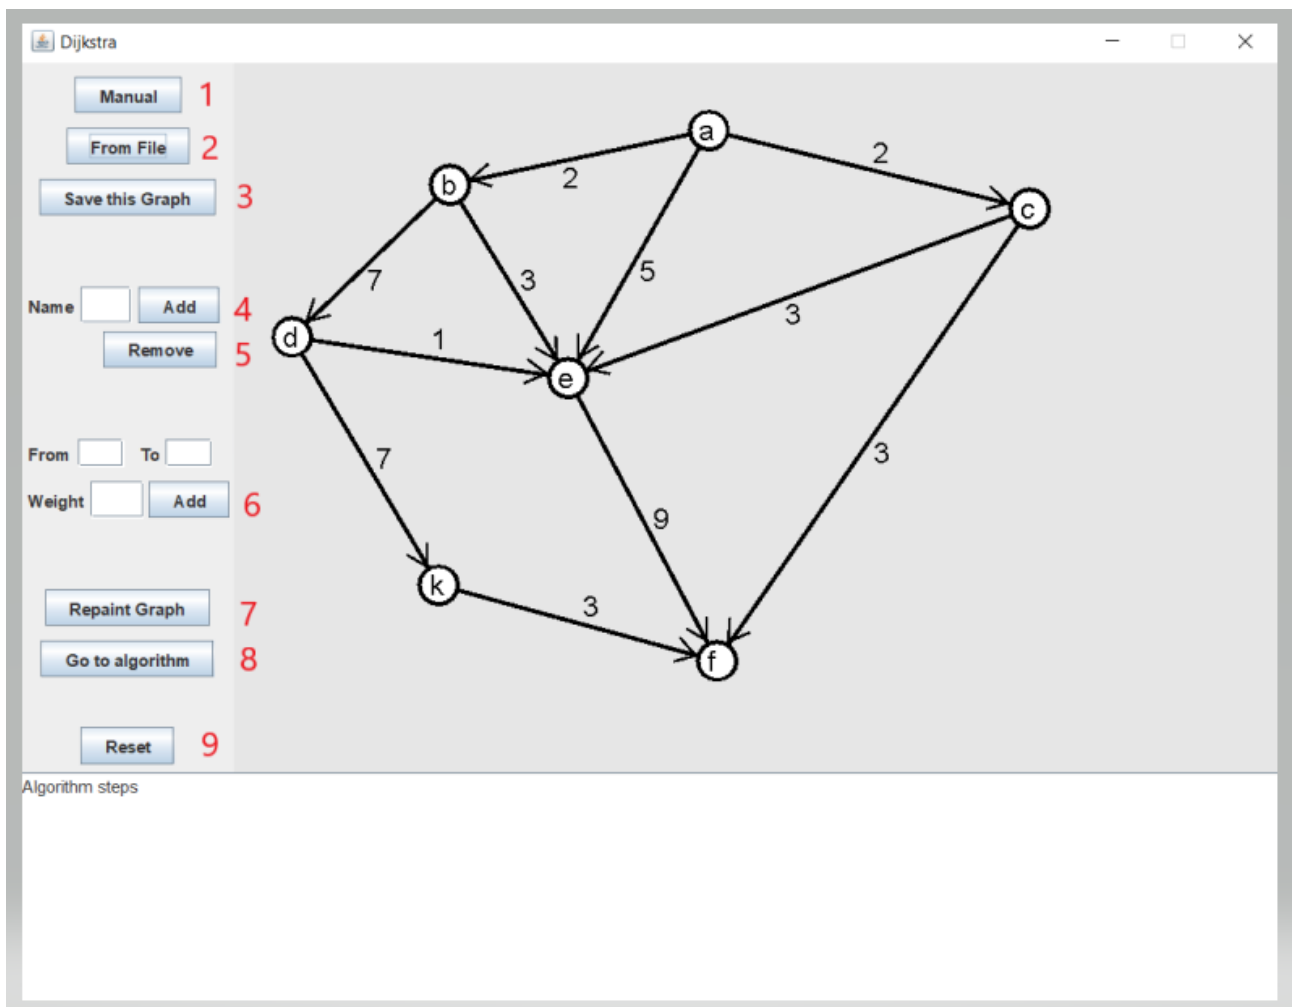 Dijkstra
Manual 1
From File 2
Save this Graph 3
Name Add 4
Remove 5
From To
Weight Add 6
Repaint Graph 7
Go to algorithm 8
Reset 9
a
2
2
b
c
7
3
5
3
d
1
e
7
3
9
k
3
f
Algorithm steps